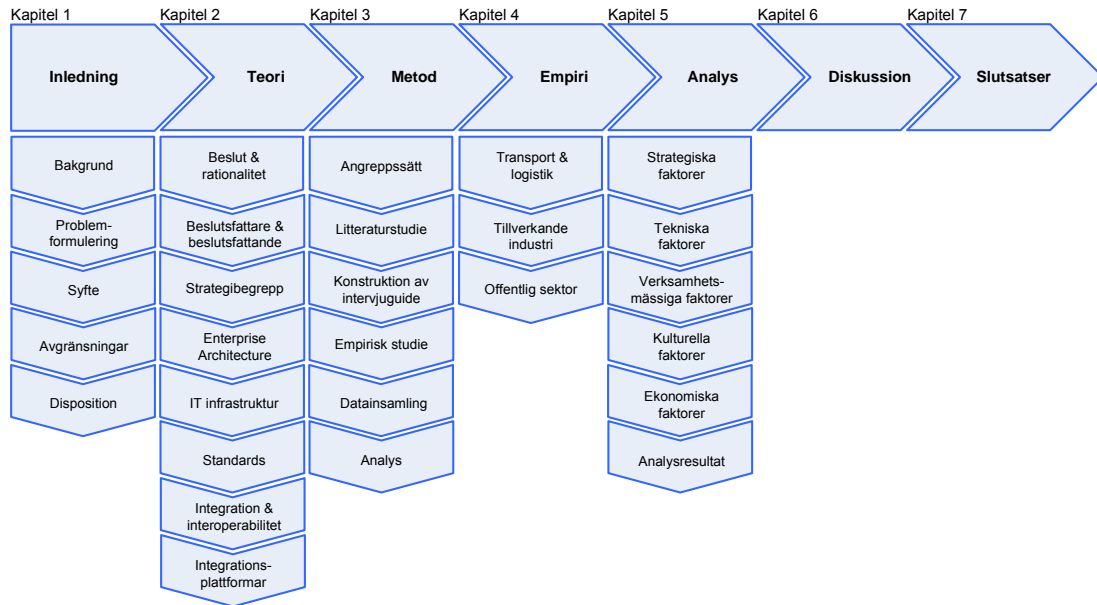 Kapitel 1
Kapitel 2
Kapitel 3
Kapitel 4
Kapitel 5
Kapitel 6
Kapitel 7
Inledning
Teori
Metod
Empiri
Analys
Diskussion
Slutsatser
Bakgrund
Problem-
formulering
Syfte
Avgränsningar
Disposition
Beslut &
rationalitet
Beslutsfattare &
beslutsfattande
Strategibegrepp
Enterprise
Architecture
IT infrastruktur
Standards
Integration &
interoperabilitet
Integrations-
plattformar
Angreppssätt
Litteraturstudie
Konstruktion av
intervjuguide
Empirisk studie
Datainsamling
Analys
Transport &
logistik
Tillverkande
industri
Offentlig sektor
Strategiska
faktorer
Tekniska
faktorer
Verksamhets-
mässiga faktorer
Kulturella
faktorer
Ekonomiska
faktorer
Analysresultat